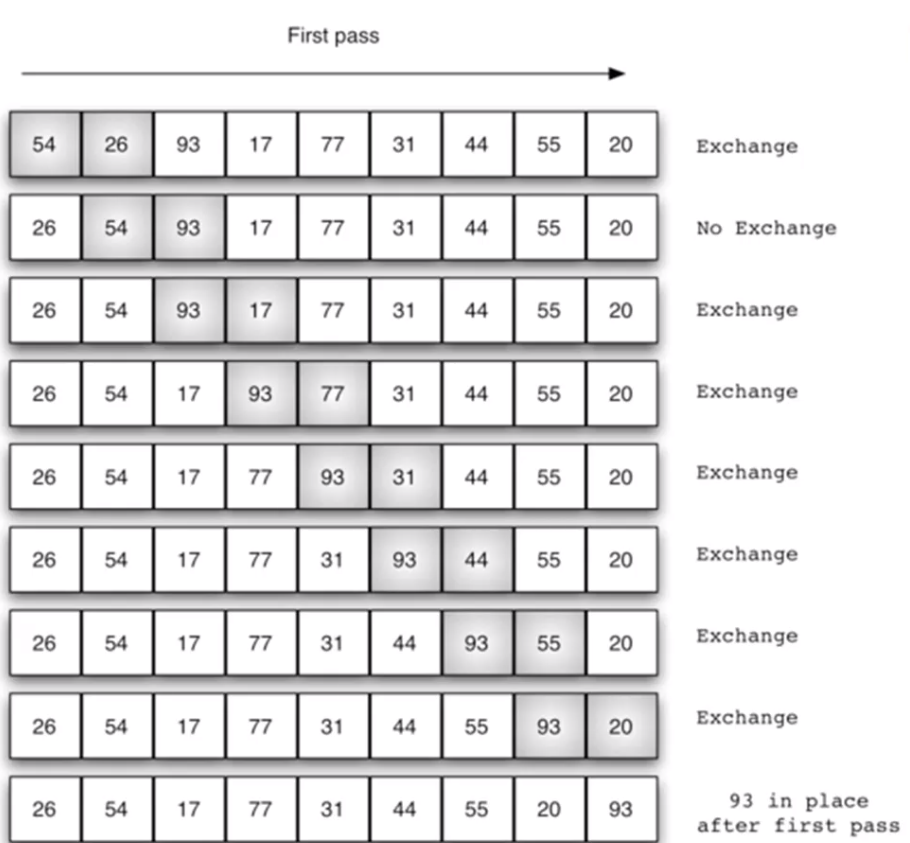 First pass
54 26 93 17 77 31 44 55 20 Exchange
26 54 93 17 77 31 44 55 20 No Exchange
26 54 93 17 77 31 44 55 20 Exchange
26 54 17 93 77 31 44 55 20 Exchange
26 54 17 77 93 31 44 55 20 Exchange
26 54 17 77 31 93 44 55 20 Exchange
26 54 17 77 31 44 93 55 20 Exchange
26 54 17 77 31 44 55 93 20 Exchange
26 54 17 77 31 44 55 20 93 93 in place
after first pass